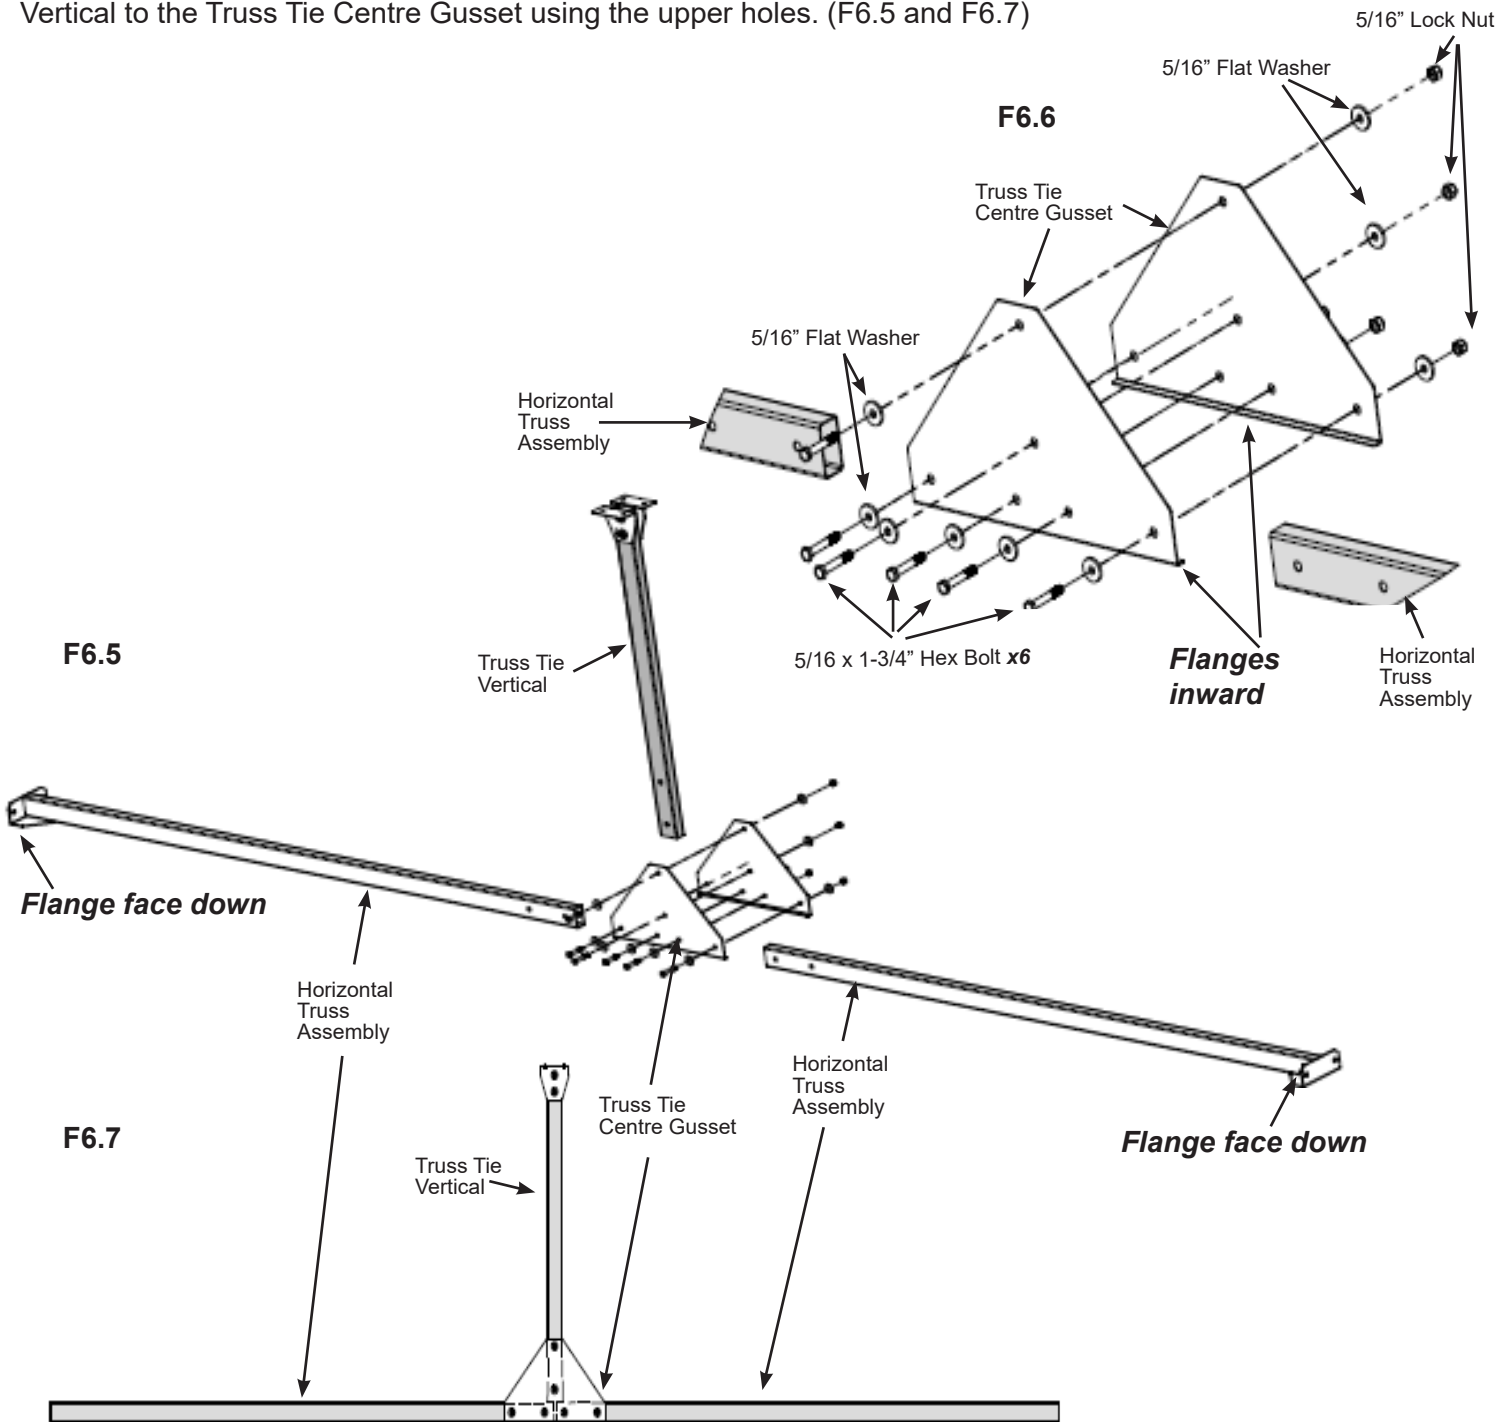 Vertical to the Truss Tie Centre Gusset using the upper holes. (F6.5 and F6.7)
5/16” Lock Nut
5/16” Flat Washer
F6.6
Truss Tie
Centre Gusset
5/16” Flat Washer
Horizontal
Truss
Assembly
5/16 x 1-3/4” Hex Bolt x6
Flanges
inward
Horizontal
Truss
Assembly
F6.5
Truss Tie
Vertical
Flange face down
Horizontal
Truss
Assembly
Truss Tie
Centre Gusset
Horizontal
Truss
Assembly
Flange face down
F6.7
Truss Tie
Vertical